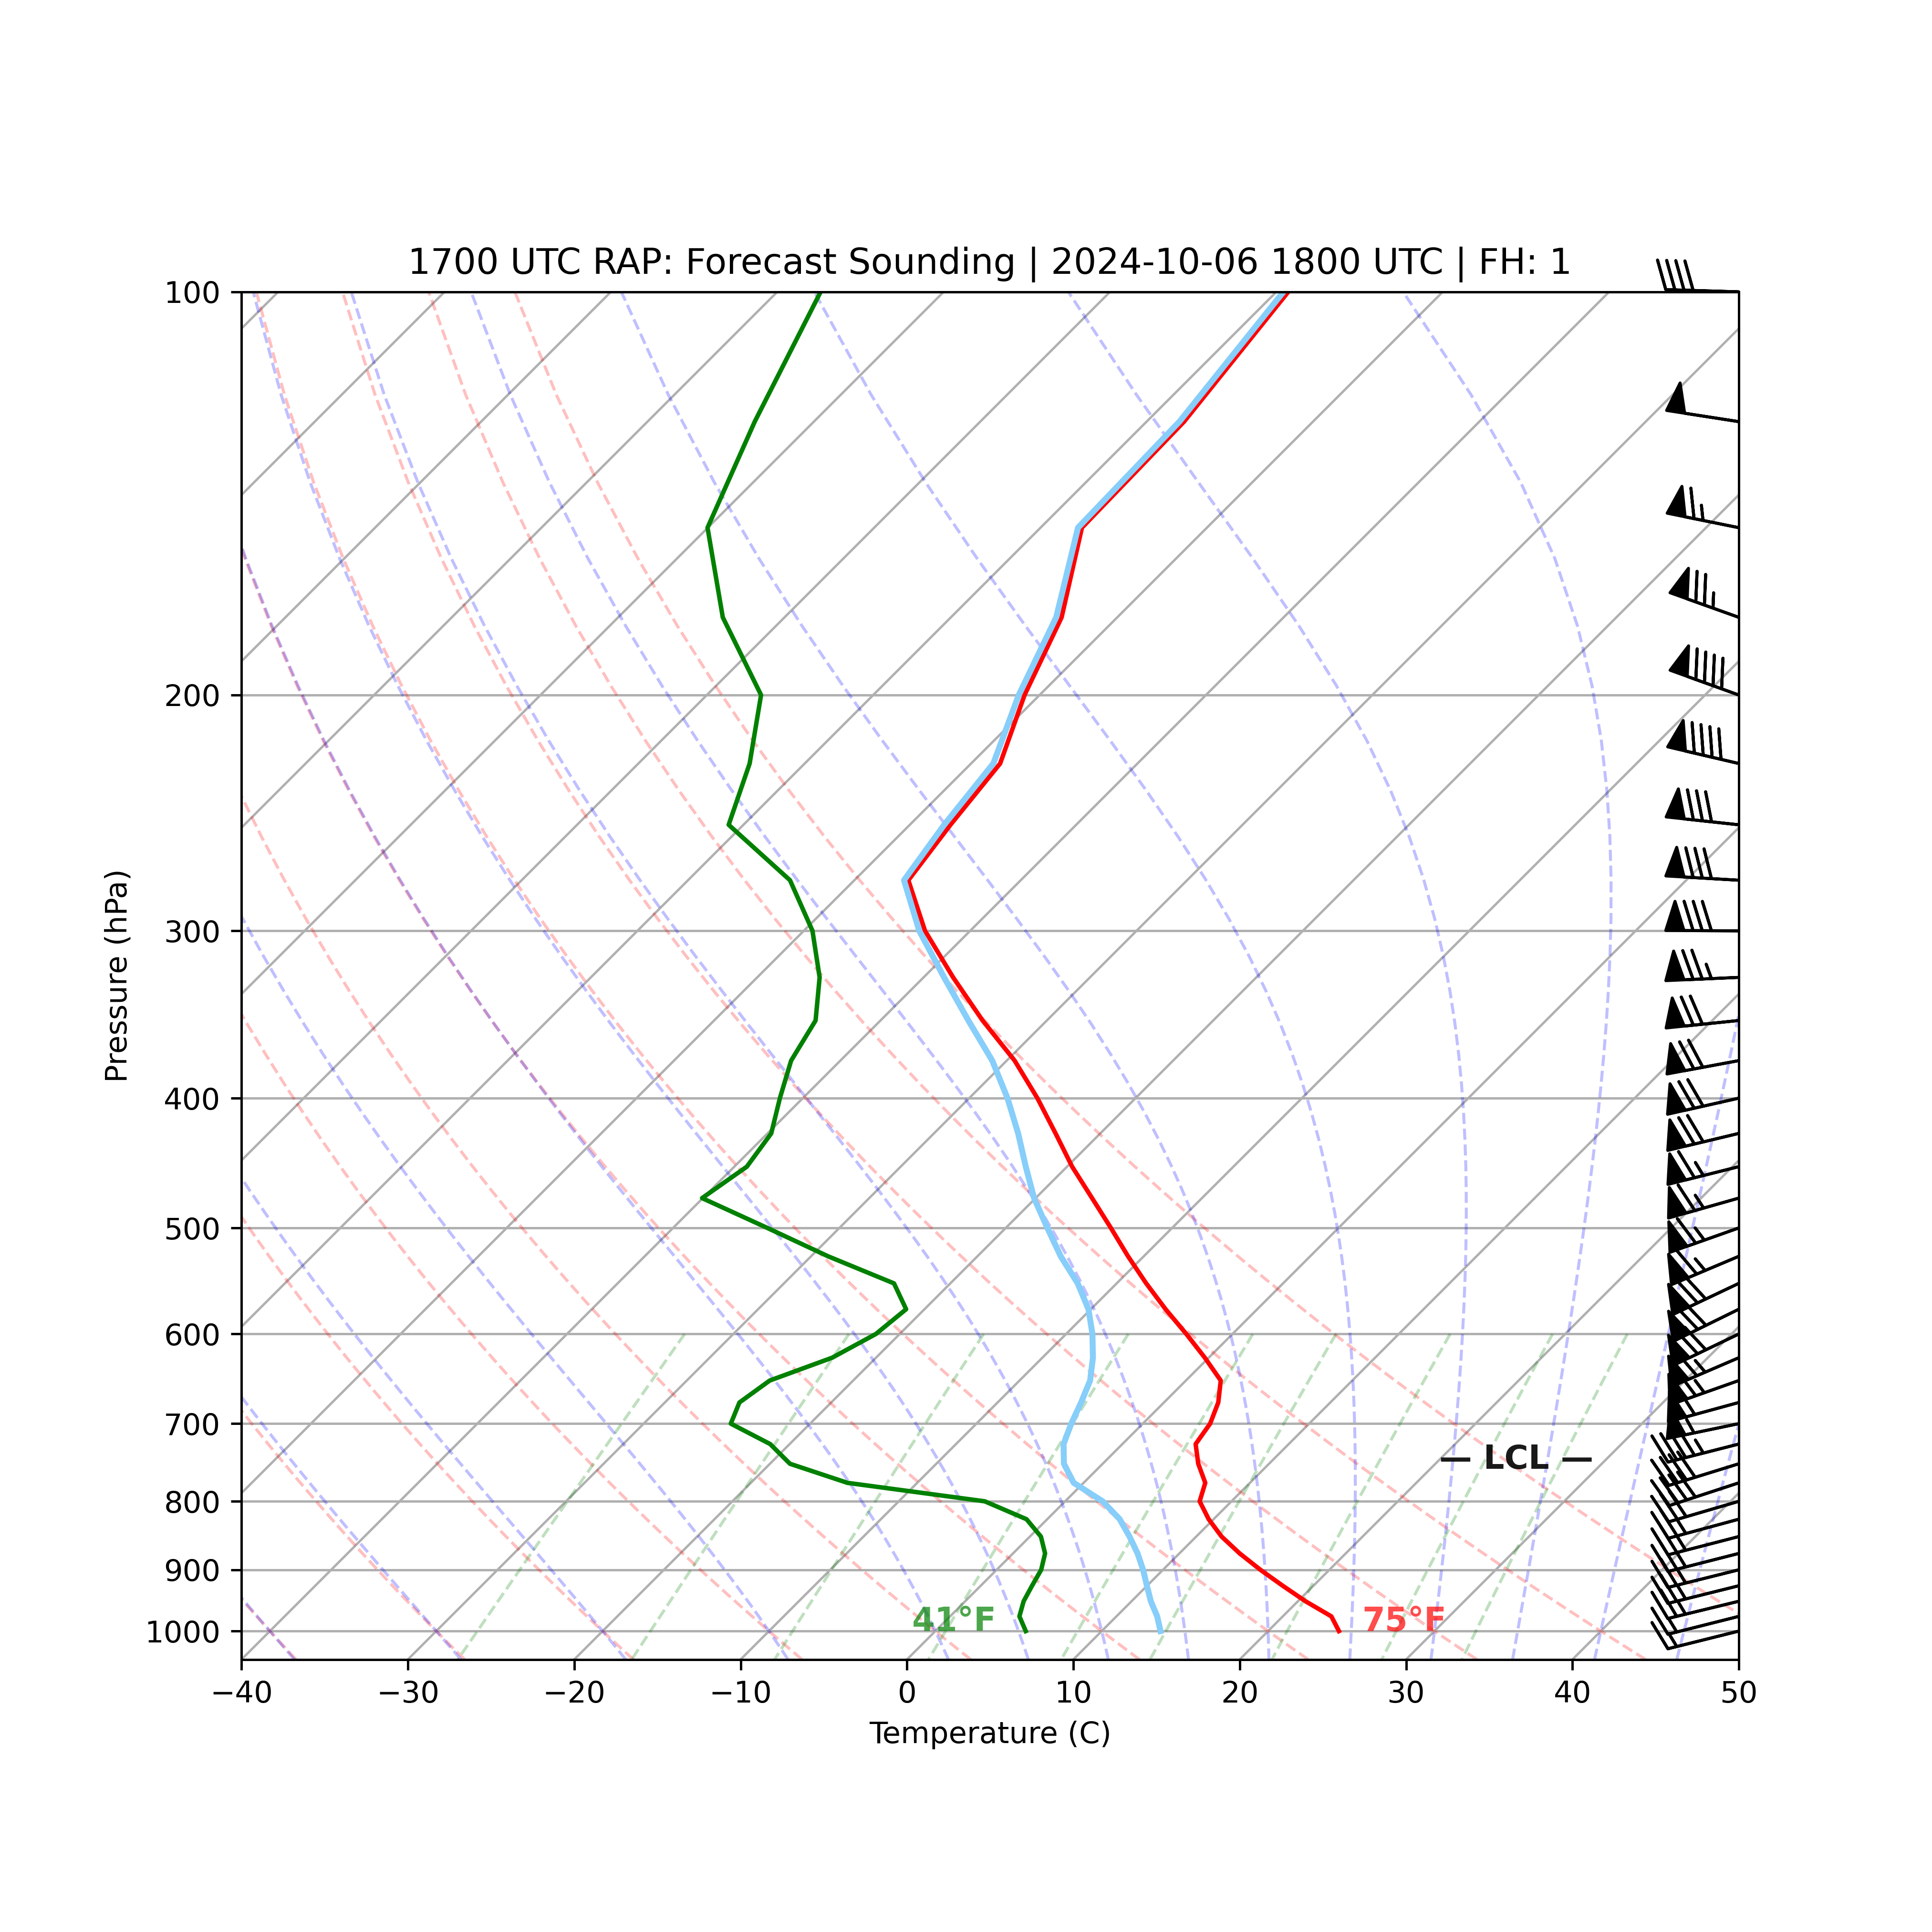 1700 UTC RAP: Forecast Sounding | 2024-10-06 1800 UTC | FH: 1
100
200
300
400
500
600
700
800
900
1000
Pressure (hPa)
— LCL —
41°F
75°F
−40 −30 −20 −10 0 10 20 30 40 50
Temperature (C)